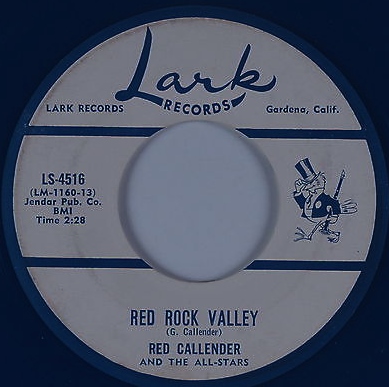 Lark
RECORDS
LARK RECORDS
Gardena, Calif.
LS-4516
(LM-1160-13)
Jendar Pub. Co.
BMI
Time 2:28
RED ROCK VALLEY
(G. Callender)
RED CALLENDER
AND THE ALL-STARS